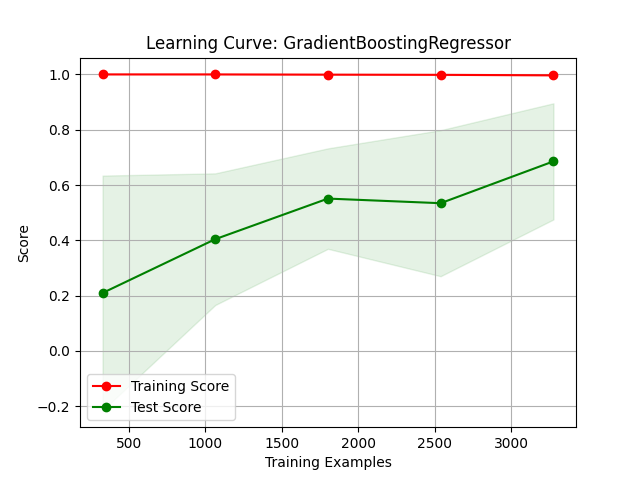 Learning Curve: GradientBoostingRegressor
1.0
0.8
0.6
0.4
0.2
0.0
−0.2
Score
Training Score
Test Score
500 1000 1500 2000 2500 3000
Training Examples